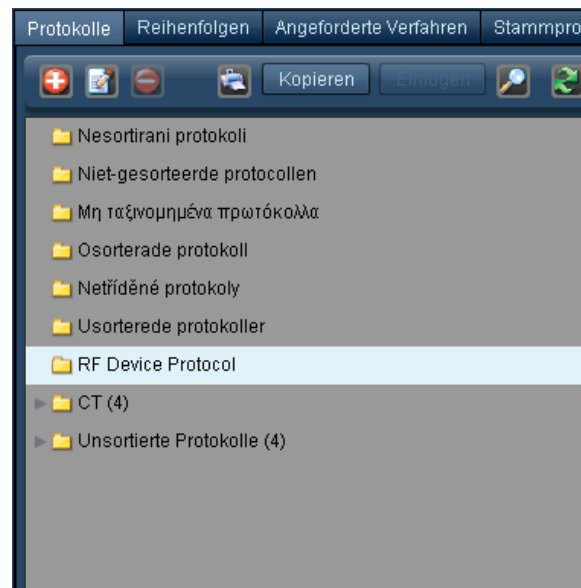 Protokolle Reihenfolgen Angeforderte Verfahren Stammpro
Kopieren Einfügen
Nesortirani protokoli
Niet-gesorteerde protocollen
Μη ταξινομημένα πρωτόκολλα
Osorterade protokoll
Netříděné protokoly
Usorterede protokoller
RF Device Protocol
CT (4)
Unsortierte Protokolle (4)